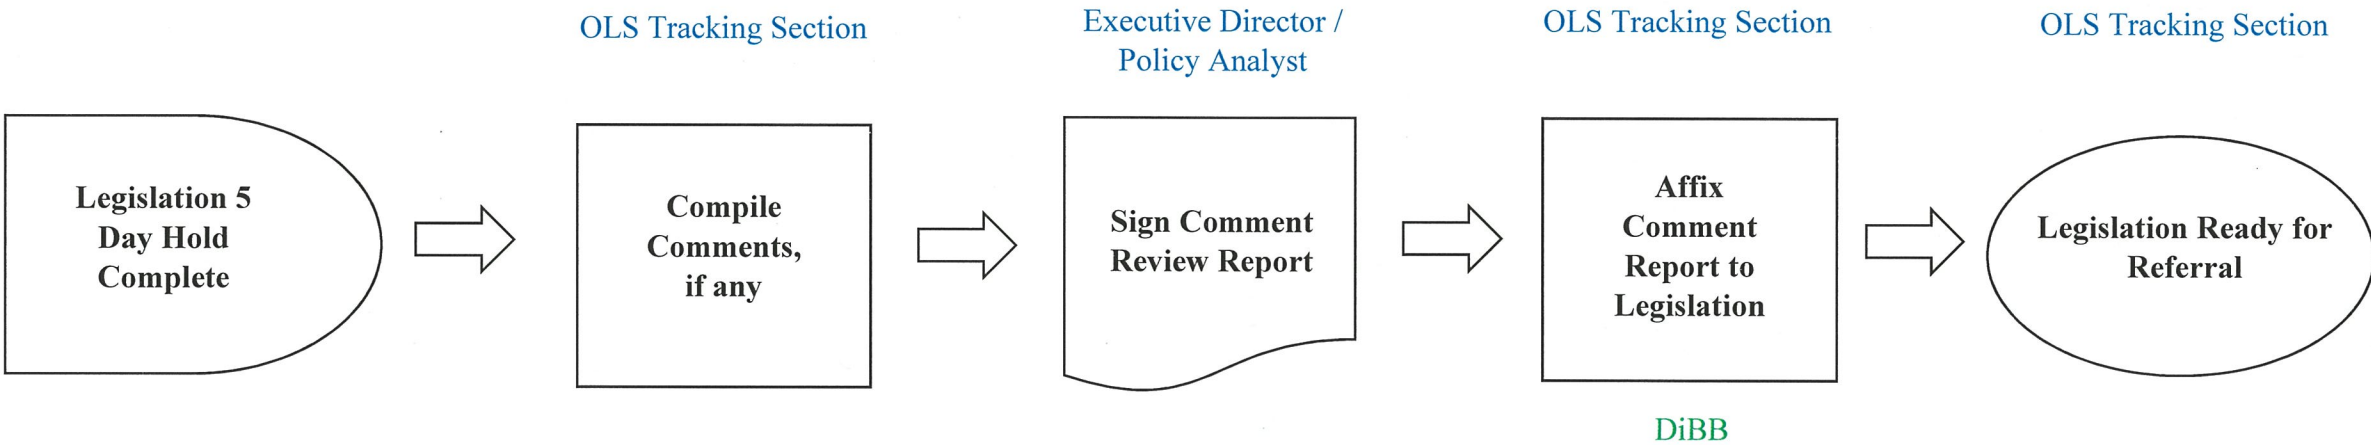 OLS Tracking Section
Executive Director /
Policy Analyst
OLS Tracking Section
OLS Tracking Section
Legislation 5
Day Hold
Complete
Compile
Comments,
if any
Sign Comment
Review Report
Affix
Comment
Report to
Legislation
Legislation Ready for
Referral
DiBB